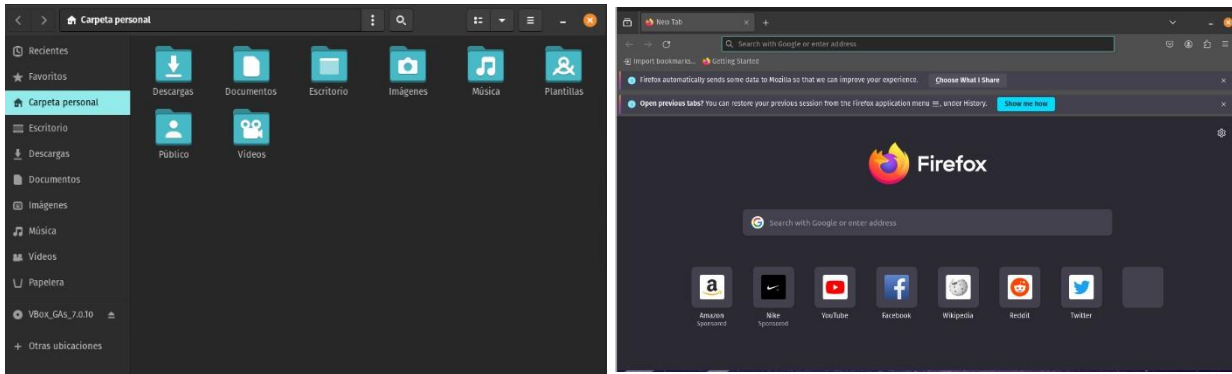 Carpeta personal
Recientes
Favoritos
Carpeta personal
Escritorio
Descargas
Documentos
Imágenes
Música
Vídeos
Papelera
VBox_GAs_7.0.10
Otras ubicaciones
Descargas Documentos Escritorio Imágenes Música Plantillas
Público Vídeos
New Tab
Search with Google or enter address
Import bookmarks... Getting Started
Firefox automatically sends some data to Mozilla so that we can improve your experience. Choose What I Share
Open previous tabs? You can restore your previous session from the Firefox application menu ≡, under History. Show me how
Firefox
Search with Google or enter address
Amazon Nike YouTube Facebook Wikipedia Reddit Twitter
Sponsored Sponsored